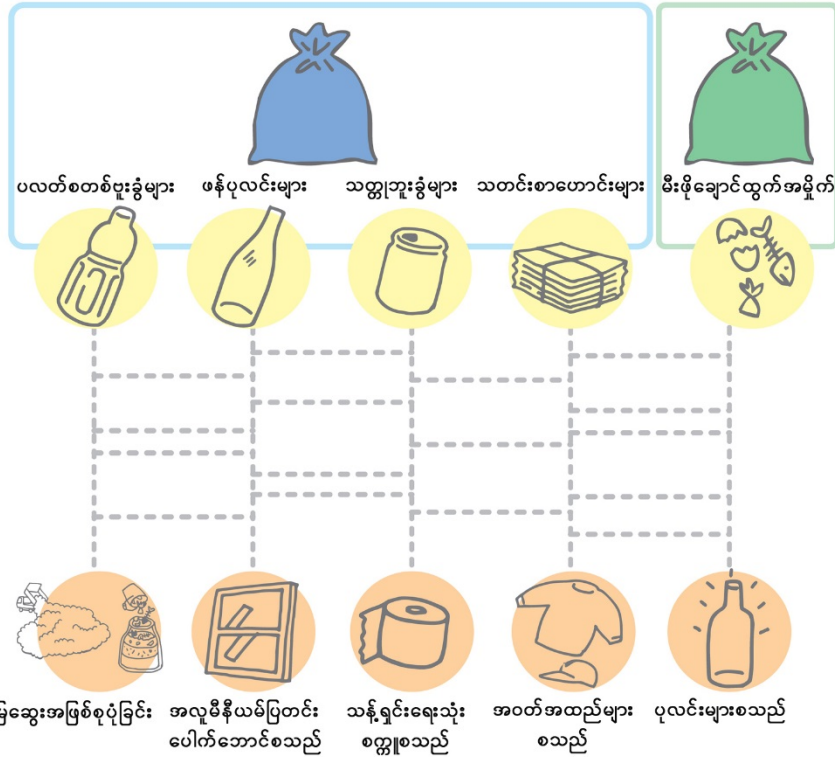 ပလတ်စတစ်ဗူးခွံများ
ဖန်ပုလင်းများ
သတ္တုဘူးခွံများ
သတင်းစာဟောင်းများ
မီးဖိုချောင်ထွက်အမှိုက်
မြေဆွေးအဖြစ်စုပုံခြင်း
အလူမီနီယမ်ပြတင်း
ပေါက်ဘောင်စသည်
သန့်ရှင်းရေးသုံး
စက္ကူစသည်
အဝတ်အထည်များ
စသည်
ပုလင်းများစသည်